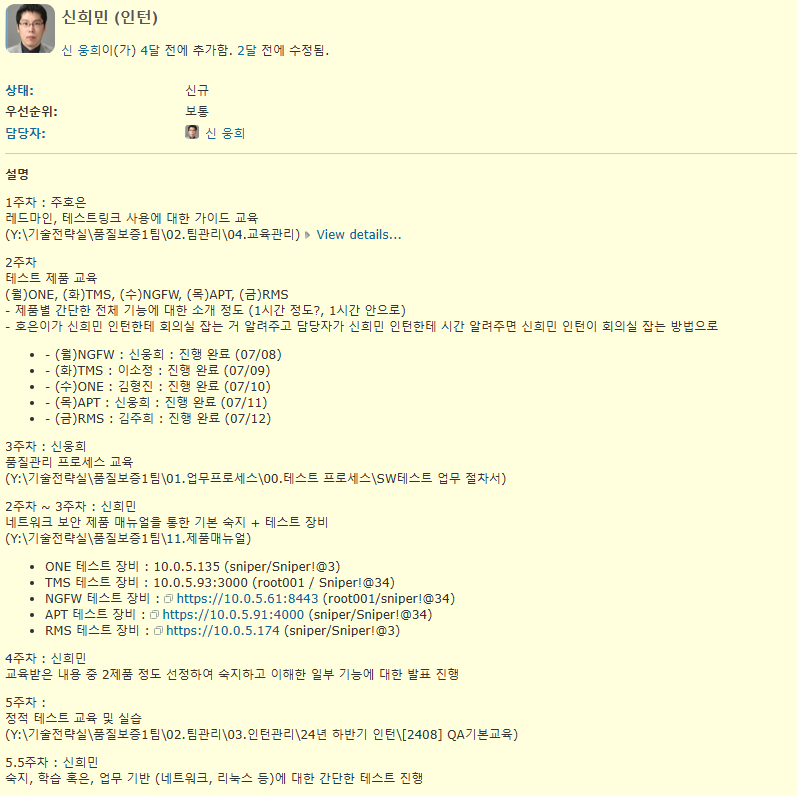 신희민 (인턴)
신 웅희이(가) 4달 전에 추가함. 2달 전에 수정됨.
상태: 신규
우선순위: 보통
담당자: 신 웅희
설명
1주차 : 주호은
레드마인, 테스트링크 사용에 대한 가이드 교육
(Y:\기술전략실\품질보증1팀\02.팀관리\04.교육관리) View details...
2주차
테스트 제품 교육
(월)ONE, (화)TMS, (수)NGFW, (목)APT, (금)RMS
- 제품별 간단한 전체 기능에 대한 소개 정도 (1시간 정도?, 1시간 안으로)
- 호은이가 신희민 인턴한테 회의실 잡는 거 알려주고 담당자가 신희민 인턴한테 시간 알려주면 신희민 인턴이 회의실 잡는 방법으로
• - (월)NGFW : 신웅희 : 진행 완료 (07/08)
• - (화)TMS : 이소정 : 진행 완료 (07/09)
• - (수)ONE : 김형진 : 진행 완료 (07/10)
• - (목)APT : 신웅희 : 진행 완료 (07/11)
• - (금)RMS : 김주희 : 진행 완료 (07/12)
3주차 : 신웅희
품질관리 프로세스 교육
(Y:\기술전략실\품질보증1팀\01.업무프로세스\00.테스트 프로세스\SW테스트 업무 절차서)
2주차 ~ 3주차 : 신희민
네트워크 보안 제품 매뉴얼을 통한 기본 숙지 + 테스트 장비
(Y:\기술전략실\품질보증1팀\11.제품매뉴얼)
• ONE 테스트 장비 : 10.0.5.135 (sniper/Sniper!@3)
• TMS 테스트 장비 : 10.0.5.93:3000 (root001 / Sniper!@34)
• NGFW 테스트 장비 : https://10.0.5.61:8443 (root001/sniper!@34)
• APT 테스트 장비 : https://10.0.5.91:4000 (sniper/Sniper!@34)
• RMS 테스트 장비 : https://10.0.5.174 (sniper/Sniper!@3)
4주차 : 신희민
교육받은 내용 중 2제품 정도 선정하여 숙지하고 이해한 일부 기능에 대한 발표 진행
5주차 :
정적 테스트 교육 및 실습
(Y:\기술전략실\품질보증1팀\02.팀관리\03.인턴관리\24년 하반기 인턴\[2408] QA기본교육)
5.5주차 : 신희민
숙지, 학습 혹은, 업무 기반 (네트워크, 리눅스 등)에 대한 간단한 테스트 진행